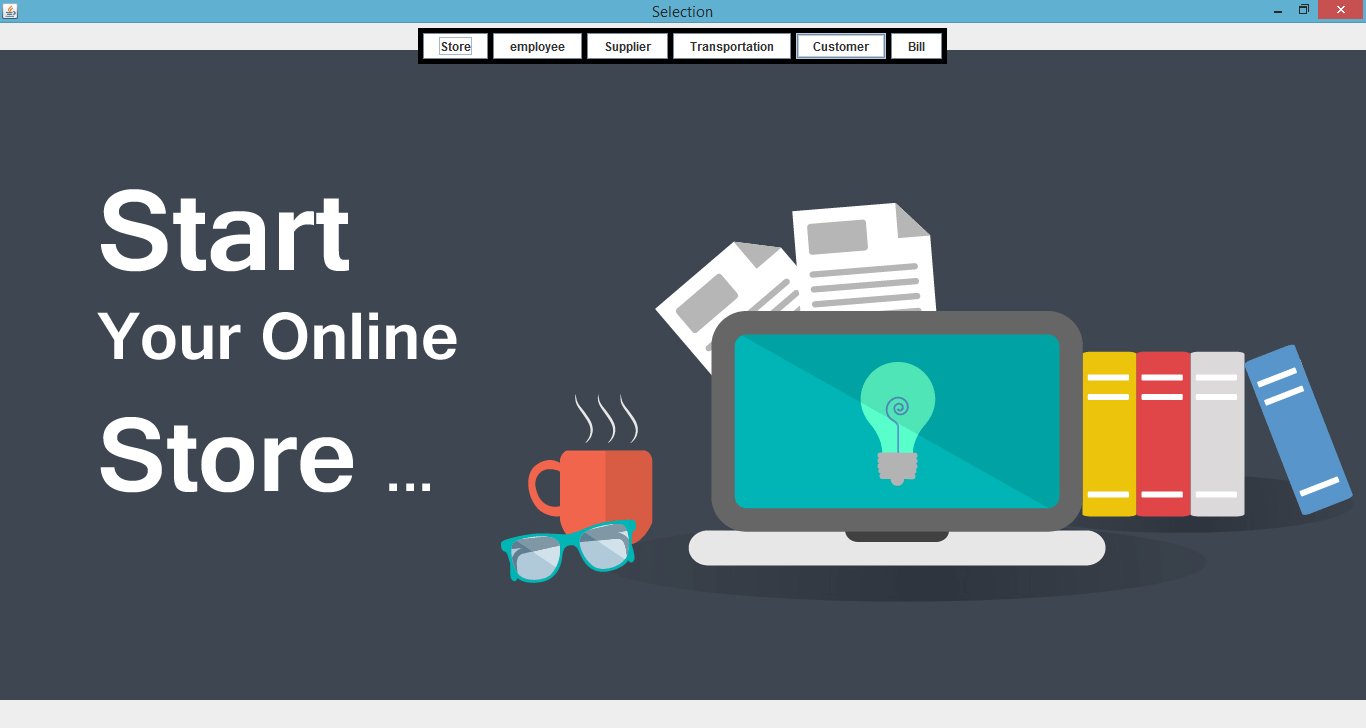 Selection
Store employee Supplier Transportation Customer Bill
Start
Your Online
Store ...